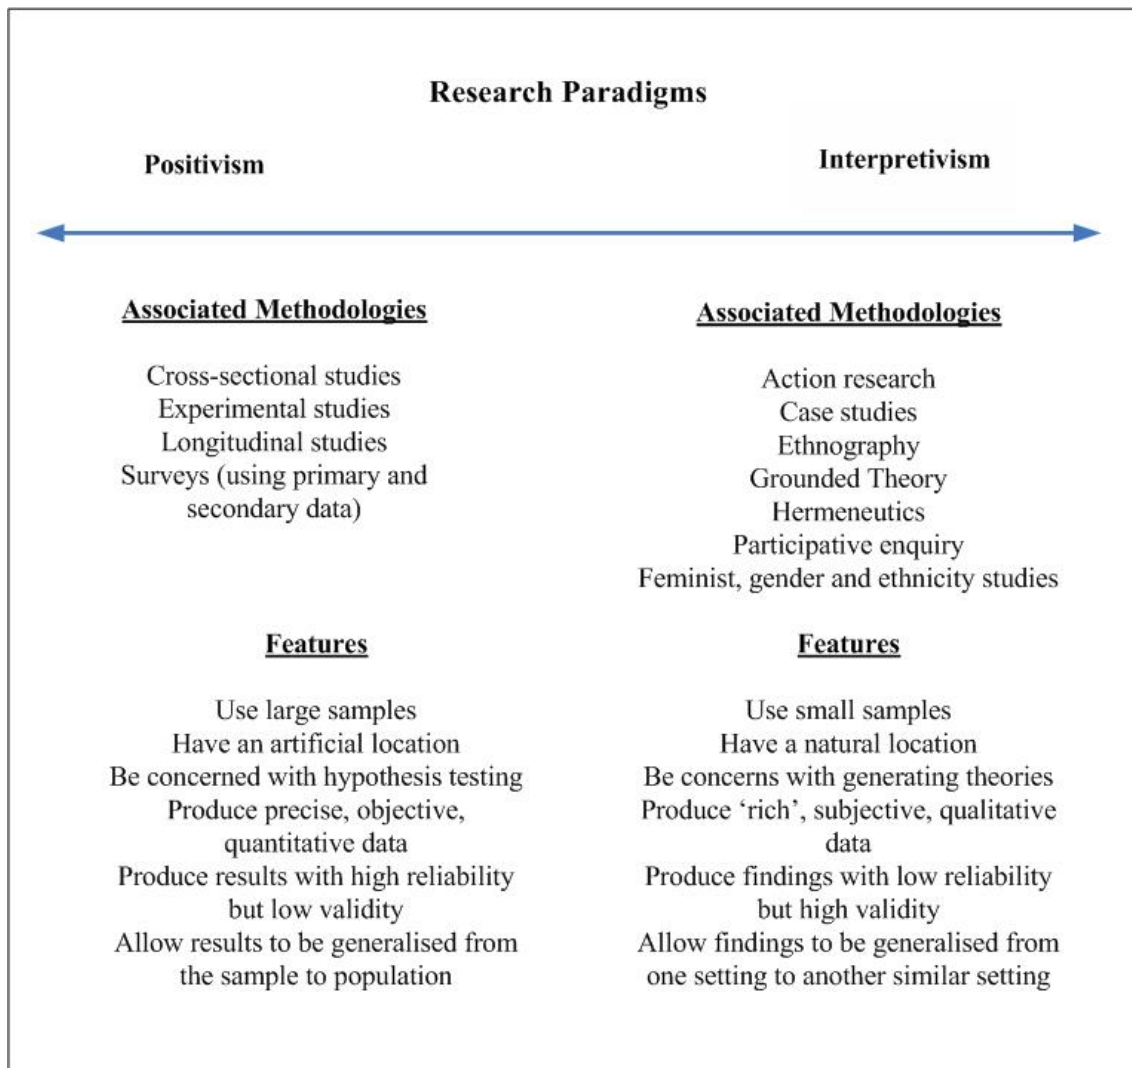 Research Paradigms
Positivism
Interpretivism
Associated Methodologies
Cross-sectional studies
Experimental studies
Longitudinal studies
Surveys (using primary and
secondary data)
Features
Use large samples
Have an artificial location
Be concerned with hypothesis testing
Produce precise, objective,
quantitative data
Produce results with high reliability
but low validity
Allow results to be generalised from
the sample to population
Associated Methodologies
Action research
Case studies
Ethnography
Grounded Theory
Hermeneutics
Participative enquiry
Feminist, gender and ethnicity studies
Features
Use small samples
Have a natural location
Be concerns with generating theories
Produce ‘rich’, subjective, qualitative
data
Produce findings with low reliability
but high validity
Allow findings to be generalised from
one setting to another similar setting